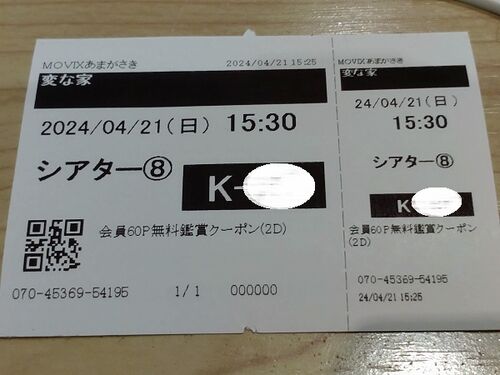 MOVIXあまがさき 2024/04/21 15:25
変な家
2024/04/21(日) 15:30
シアター⑧
K-
会員60P無料鑑賞クーポン(2D)
070-45369-54195 1/1 000000
MOVIXあまがさき
変な家
24/04/21(日)
15:30
シアター⑧
K-
会員60P無料鑑賞クーポン
(2D)
070-45369-54195
24/04/21 15:25